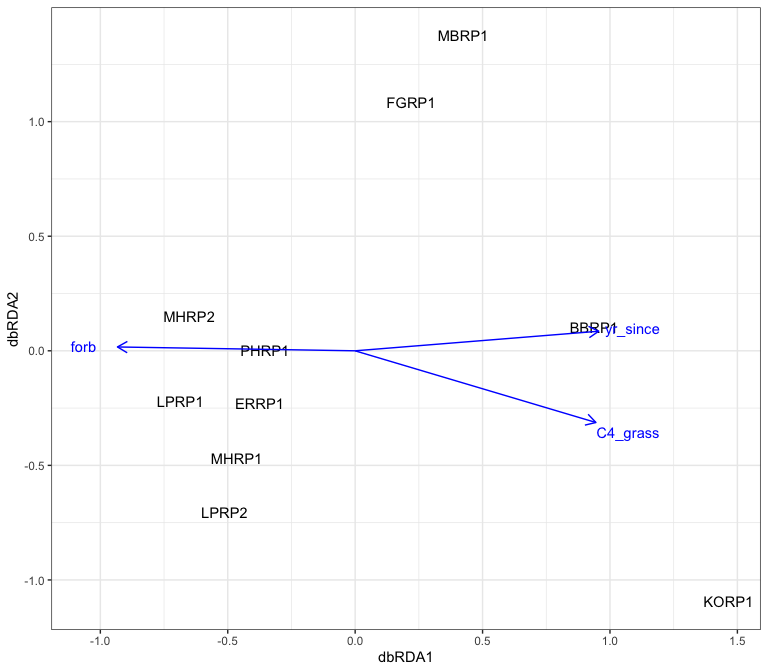 MBRP1
FGRP1
1.0
0.5
MHRP2
BBRP1
yr_since
forb
PHRP1
0.0
dbRDA2
LPRP1
ERRP1
C4_grass
MHRP1
-0.5
LPRP2
-1.0
KORP1
-1.0 -0.5 0.0 0.5 1.0 1.5
dbRDA1